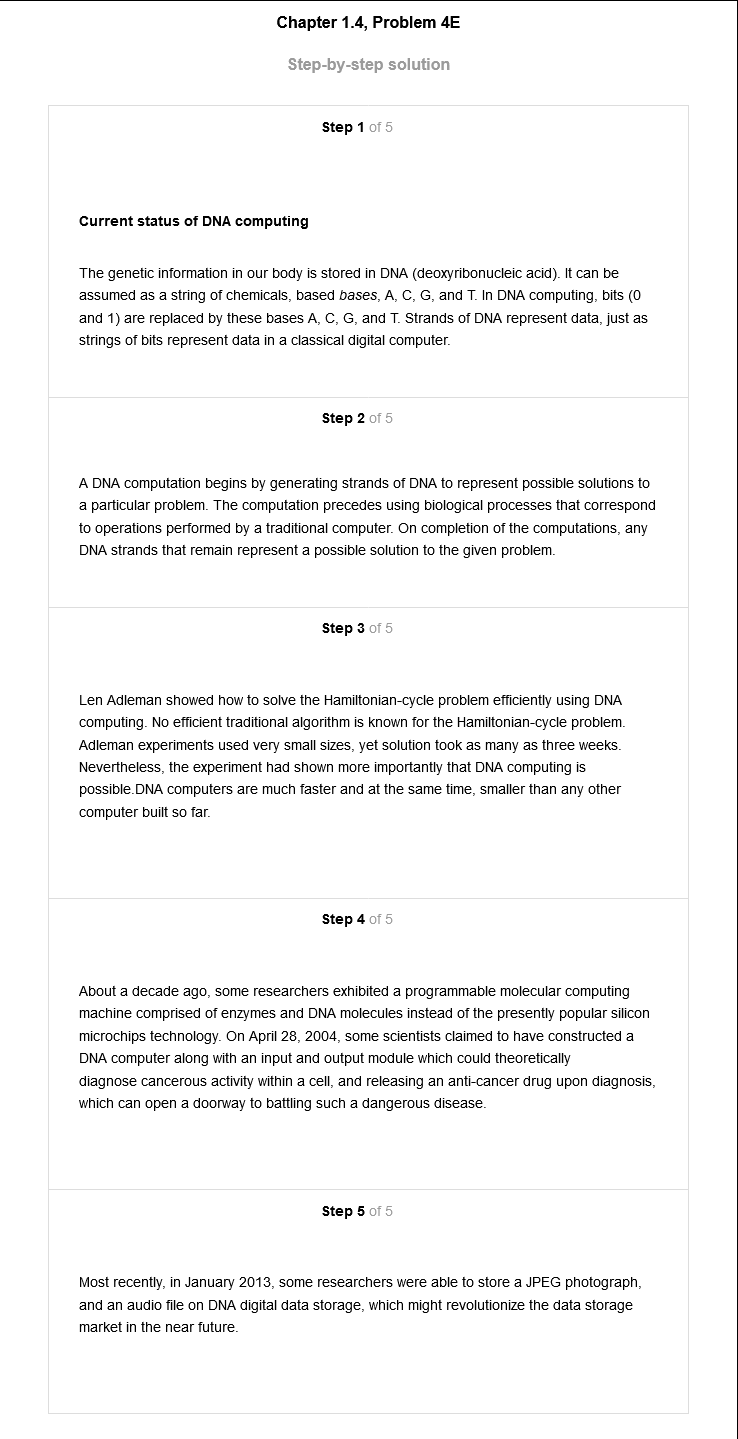 Chapter 1.4, Problem 4E
Step-by-step solution
Step 1 of 5
Current status of DNA computing
The genetic information in our body is stored in DNA (deoxyribonucleic acid). It can be
assumed as a string of chemicals, based bases, A, C, G, and T. In DNA computing, bits (0
and 1) are replaced by these bases A, C, G, and T. Strands of DNA represent data, just as
strings of bits represent data in a classical digital computer.
Step 2 of 5
A DNA computation begins by generating strands of DNA to represent possible solutions to
a particular problem. The computation precedes using biological processes that correspond
to operations performed by a traditional computer. On completion of the computations, any
DNA strands that remain represent a possible solution to the given problem.
Step 3 of 5
Len Adleman showed how to solve the Hamiltonian-cycle problem efficiently using DNA
computing. No efficient traditional algorithm is known for the Hamiltonian-cycle problem.
Adleman experiments used very small sizes, yet solution took as many as three weeks.
Nevertheless, the experiment had shown more importantly that DNA computing is
possible.DNA computers are much faster and at the same time, smaller than any other
computer built so far.
Step 4 of 5
About a decade ago, some researchers exhibited a programmable molecular computing
machine comprised of enzymes and DNA molecules instead of the presently popular silicon
microchips technology. On April 28, 2004, some scientists claimed to have constructed a
DNA computer along with an input and output module which could theoretically
diagnose cancerous activity within a cell, and releasing an anti-cancer drug upon diagnosis,
which can open a doorway to battling such a dangerous disease.
Step 5 of 5
Most recently, in January 2013, some researchers were able to store a JPEG photograph,
and an audio file on DNA digital data storage, which might revolutionize the data storage
market in the near future.